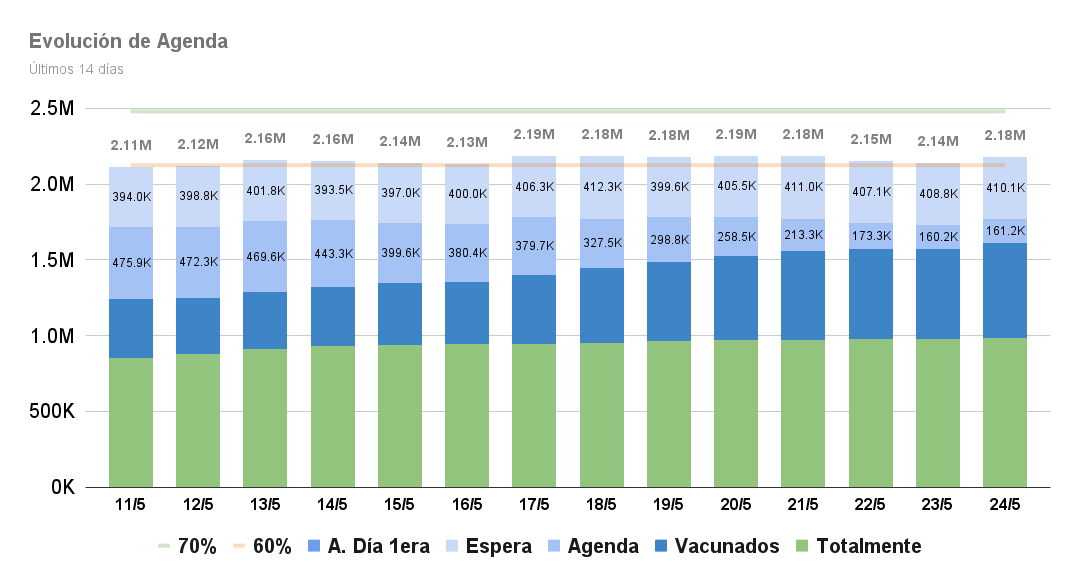 Evolución de Agenda
Últimos 14 días
2.5M
2.0M
1.5M
1.0M
500K
0K
2.11M 2.12M 2.16M 2.16M 2.14M 2.13M 2.19M 2.18M 2.18M 2.19M 2.18M 2.15M 2.14M 2.18M
394.0K 398.8K 401.8K 393.5K 397.0K 400.0K 406.3K 412.3K 399.6K 405.5K 411.0K 407.1K 408.8K 410.1K
475.9K 472.3K 469.6K 443.3K 399.6K 380.4K 379.7K 327.5K 298.8K 258.5K 213.3K 173.3K 160.2K 161.2K
11/5 12/5 13/5 14/5 15/5 16/5 17/5 18/5 19/5 20/5 21/5 22/5 23/5 24/5
70% 60% A. Día 1era Espera Agenda Vacunados Totalmente